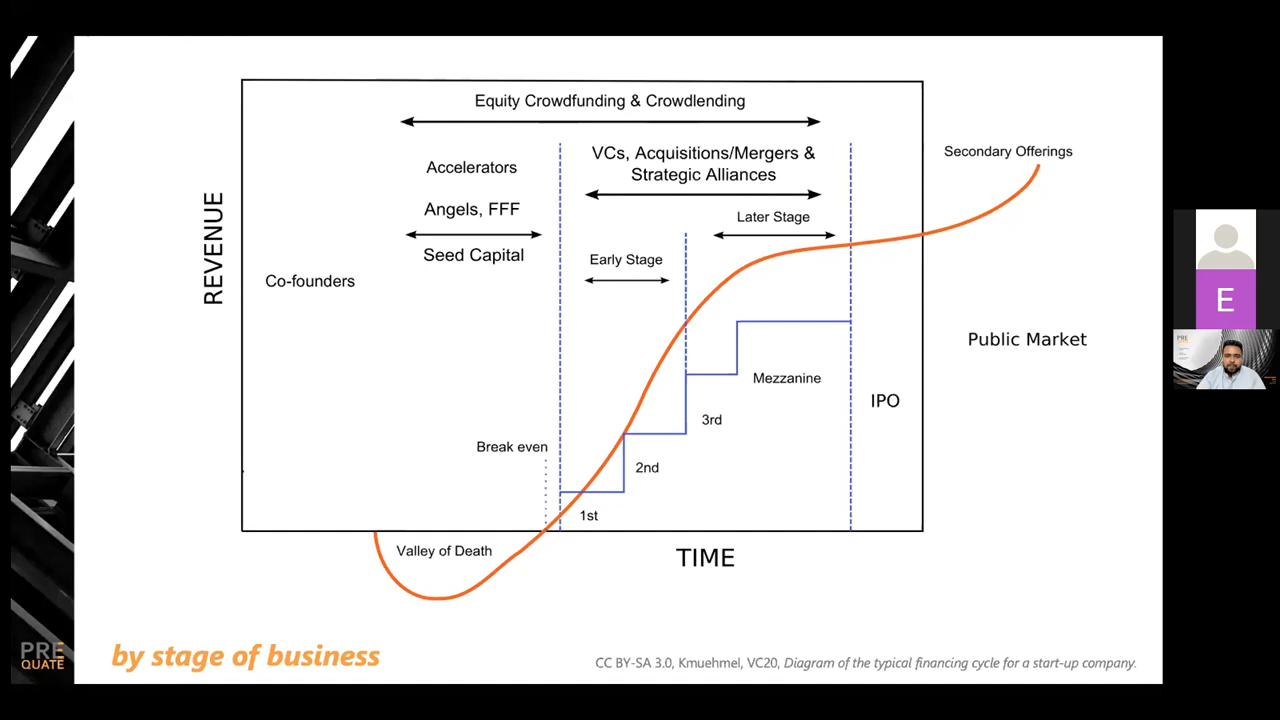 Equity Crowdfunding & Crowdlending
VCs, Acquisitions/Mergers &
Strategic Alliances
Secondary Offerings
Accelerators
Angels, FFF
Seed Capital
Later Stage
Early Stage
REVENUE
Co-founders
Public Market
Mezzanine
IPO
3rd
Break even
2nd
1st
Valley of Death
TIME
by stage of business
PRE
QUATE
CC BY-SA 3.0, Kmuehmel, VC20, Diagram of the typical financing cycle for a start-up company.
E